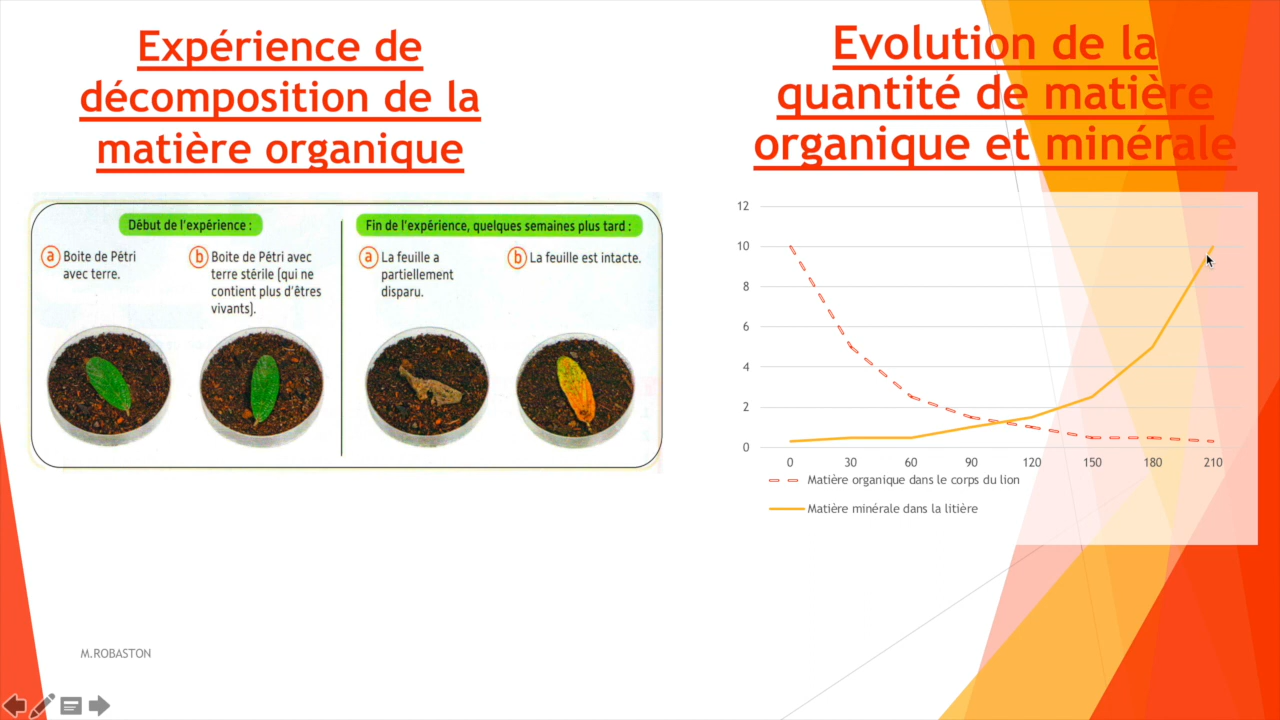 Expérience de
décomposition de la
matière organique
Début de l'expérience :
a Boite de Pétri
avec terre.
b Boite de Pétri avec
terre stérile (qui ne
contient plus d'êtres
vivants).
Fin de l'expérience, quelques semaines plus tard :
a La feuille a
partiellement
disparu.
b La feuille est intacte.
Evolution de la
quantité de matière
organique et minérale
12
10
8
6
4
2
0
0 30 60 90 120 150 180 210
Matière organique dans le corps du lion
Matière minérale dans la litière
M.ROBASTON